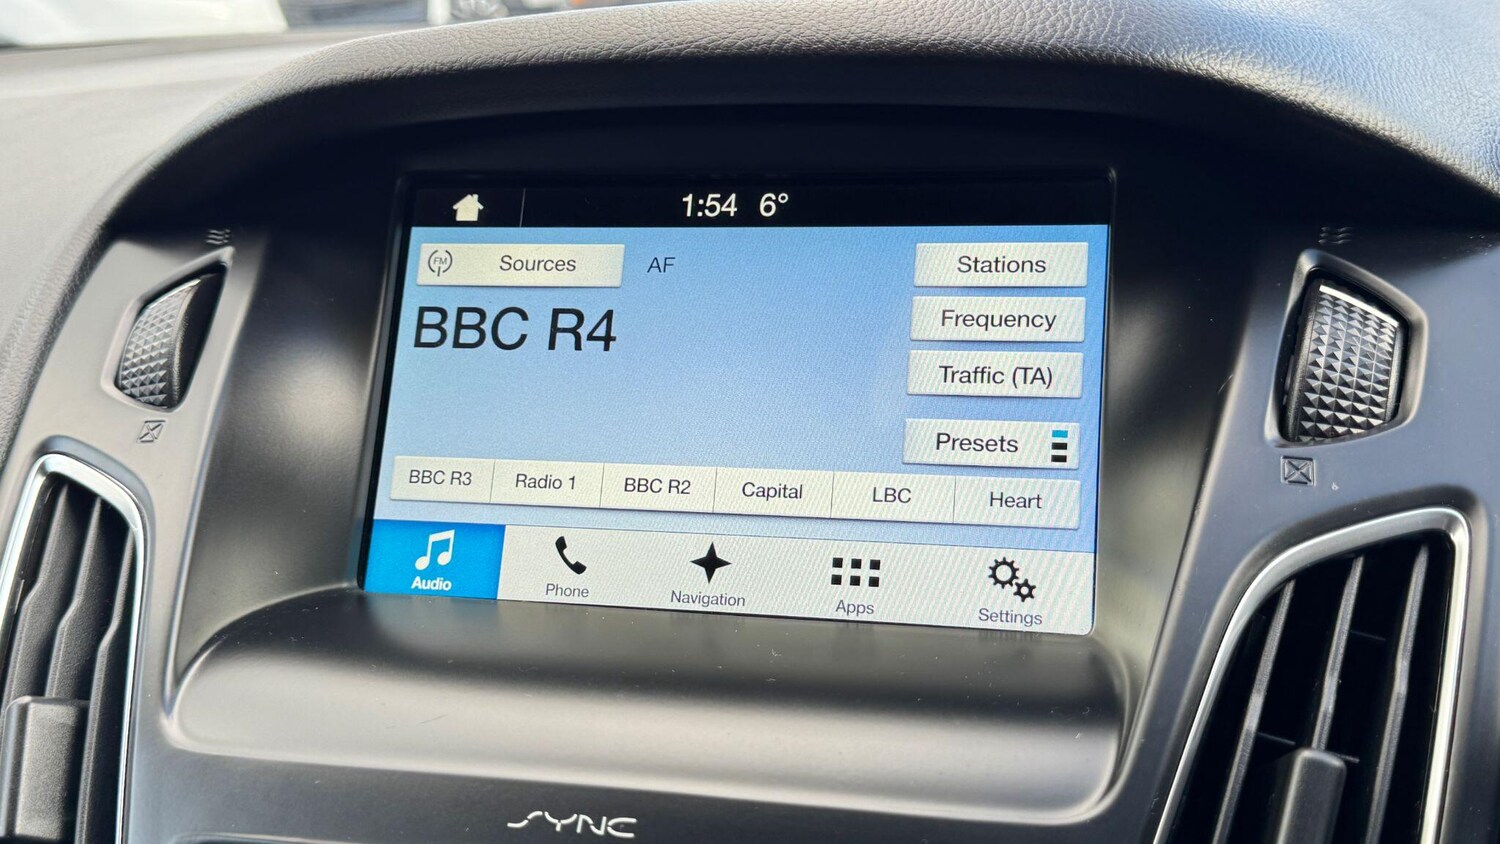 1:54 6°
FM Sources AF Stations
BBC R4
Frequency
Traffic (TA)
Presets
BBC R3 Radio 1 BBC R2 Capital LBC Heart
Audio Phone Navigation Apps Settings
SYNC